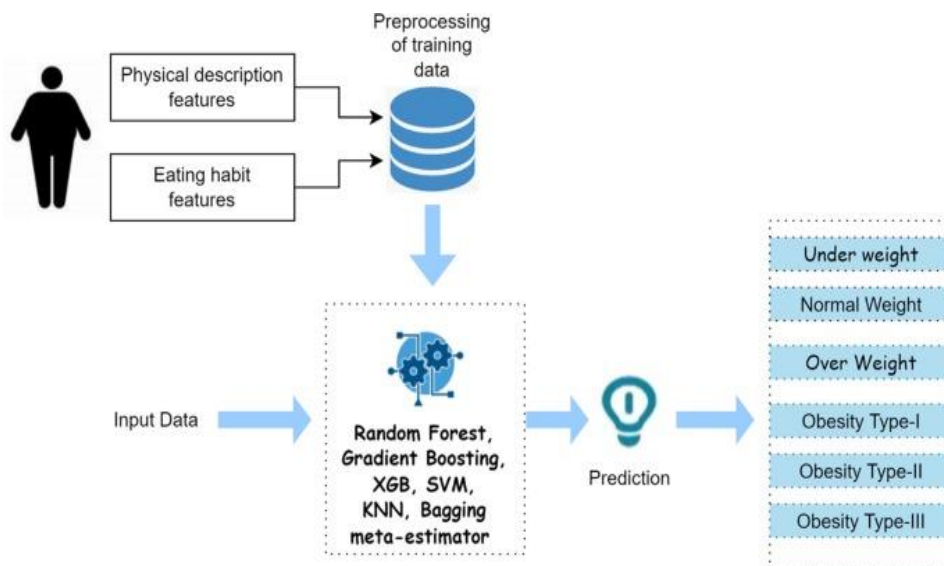 Preprocessing
of training
data
Physical description
features
Eating habit
features
Under weight
Normal Weight
Over Weight
Obesity Type-I
Obesity Type-II
Obesity Type-III
Input Data
Random Forest,
Gradient Boosting,
XGB, SVM,
KNN, Bagging
meta-estimator
Prediction